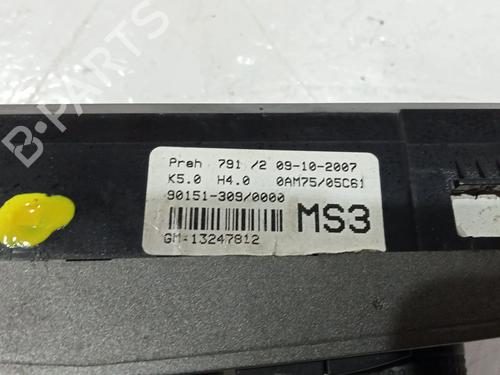 Preh 791 /2 09-10-2007
K5.0 H4.0 0AM75/05C61
90151-309/0000
MS3
GM-13247812
B-PARTS